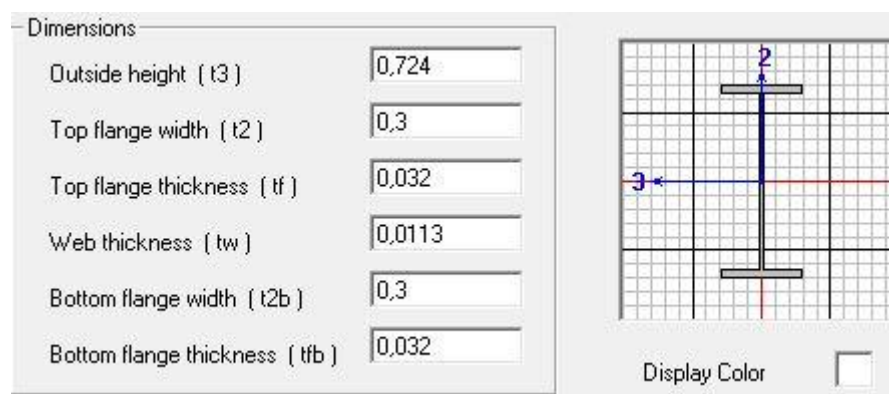 Dimensions
Outside height ( t3 ) 0,724
Top flange width ( t2 ) 0,3
Top flange thickness ( tf ) 0,032
Web thickness ( tw ) 0,0113
Bottom flange width ( t2b ) 0,3
Bottom flange thickness ( tfb ) 0,032
2
3
Display Color